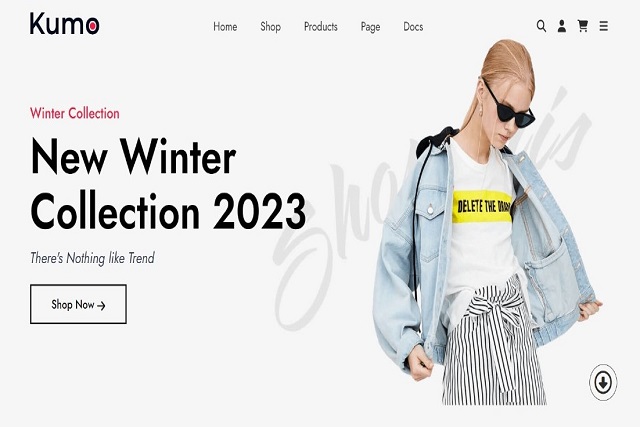 Kumo
Home Shop Products Page Docs
Winter Collection
New Winter
Collection 2023
There's Nothing like Trend
Shop Now
DELETE THE